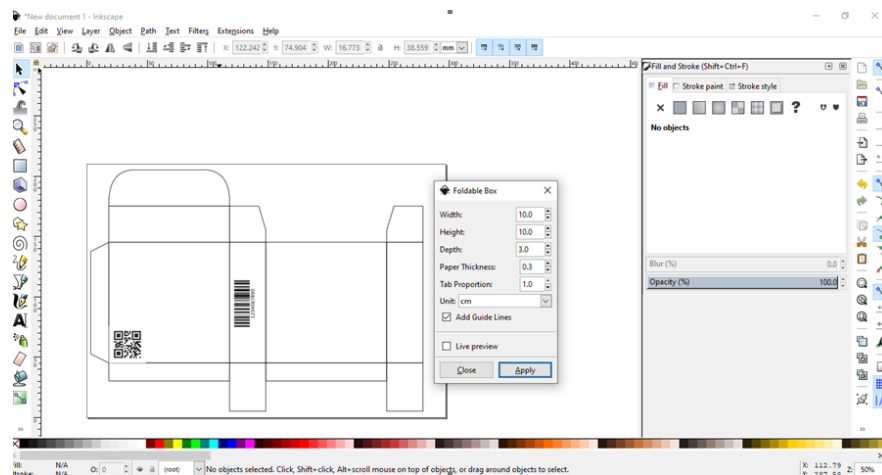 *New document 1 - Inkscape
File Edit View Layer Object Path Text Filters Extensions Help
X: 122.242 Y: 74.904 W: 16.773 H: 38.559 mm
Fill and Stroke (Shift+Ctrl+F)
Fill Stroke paint Stroke style
?
No objects
Foldable Box
Width: 10.0
Height: 10.0
Depth: 3.0
Paper Thickness: 0.3
Tab Proportion: 1.0
Unit: cm
Add Guide Lines
Live preview
Close Apply
1234567890
Blur (%) 0.0
Opacity (%) 100.0
Fill: N/A
Stroke: N/A
O: 0
(root)
No objects selected. Click, Shift+click, Alt+scroll mouse on top of objects, or drag around objects to select.
X: 112.79
Z: 50%